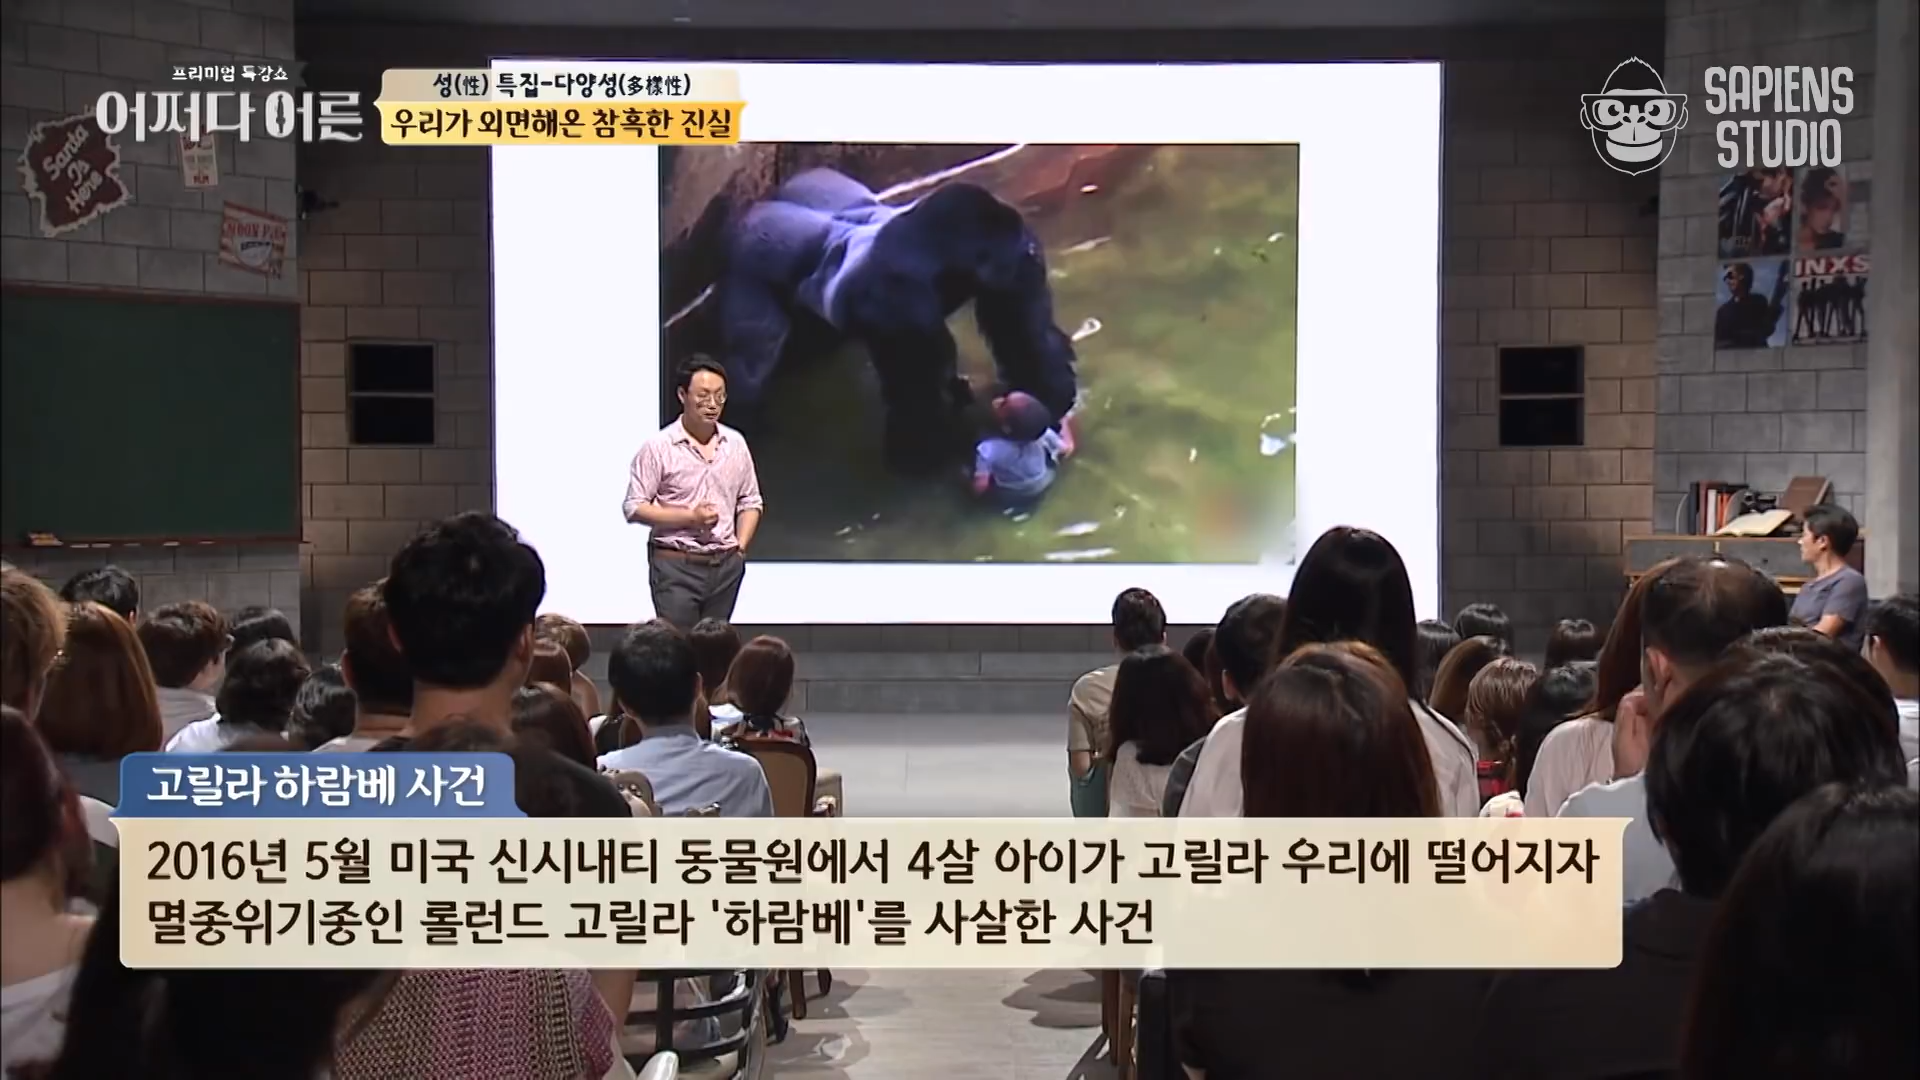 프리미엄 특강쇼
어쩌다 어른
성(性) 특집-다양성(多樣性)
우리가 외면해온 참혹한 진실
SAPIENS
STUDIO
Santa
Is
Here
MOON PIES
INXS
고릴라 하람베 사건
2016년 5월 미국 신시내티 동물원에서 4살 아이가 고릴라 우리에 떨어지자
멸종위기종인 롤런드 고릴라 '하람베'를 사살한 사건